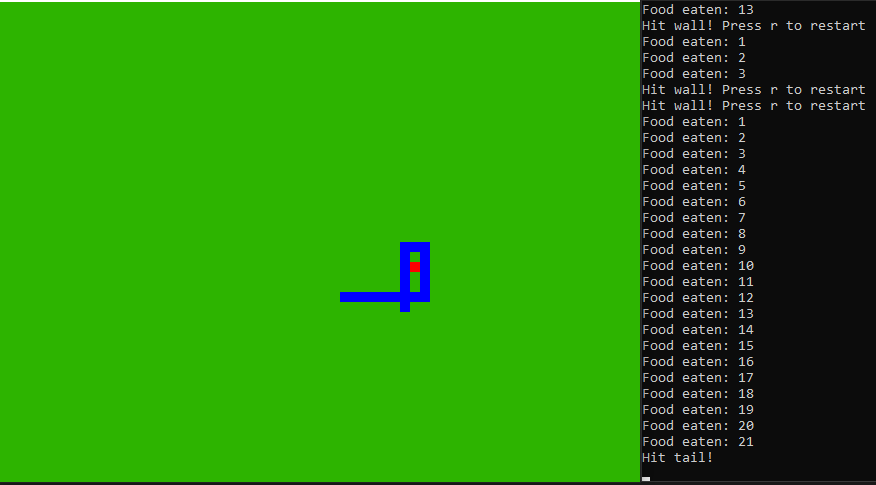 Food eaten: 13
Hit wall! Press r to restart
Food eaten: 1
Food eaten: 2
Food eaten: 3
Hit wall! Press r to restart
Hit wall! Press r to restart
Food eaten: 1
Food eaten: 2
Food eaten: 3
Food eaten: 4
Food eaten: 5
Food eaten: 6
Food eaten: 7
Food eaten: 8
Food eaten: 9
Food eaten: 10
Food eaten: 11
Food eaten: 12
Food eaten: 13
Food eaten: 14
Food eaten: 15
Food eaten: 16
Food eaten: 17
Food eaten: 18
Food eaten: 19
Food eaten: 20
Food eaten: 21
Hit tail!